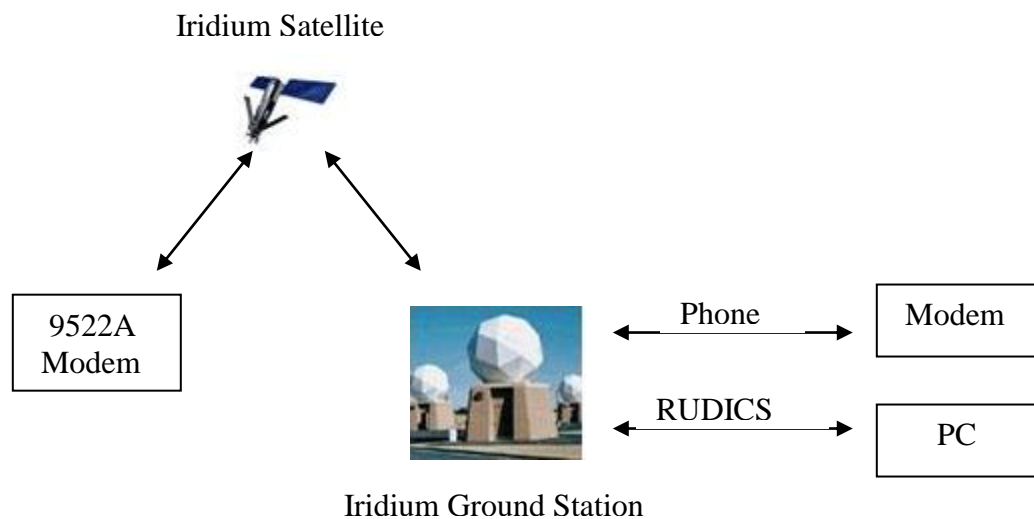 Iridium Satellite
9522A
Modem
Phone
Modem
RUDICS
PC
Iridium Ground Station